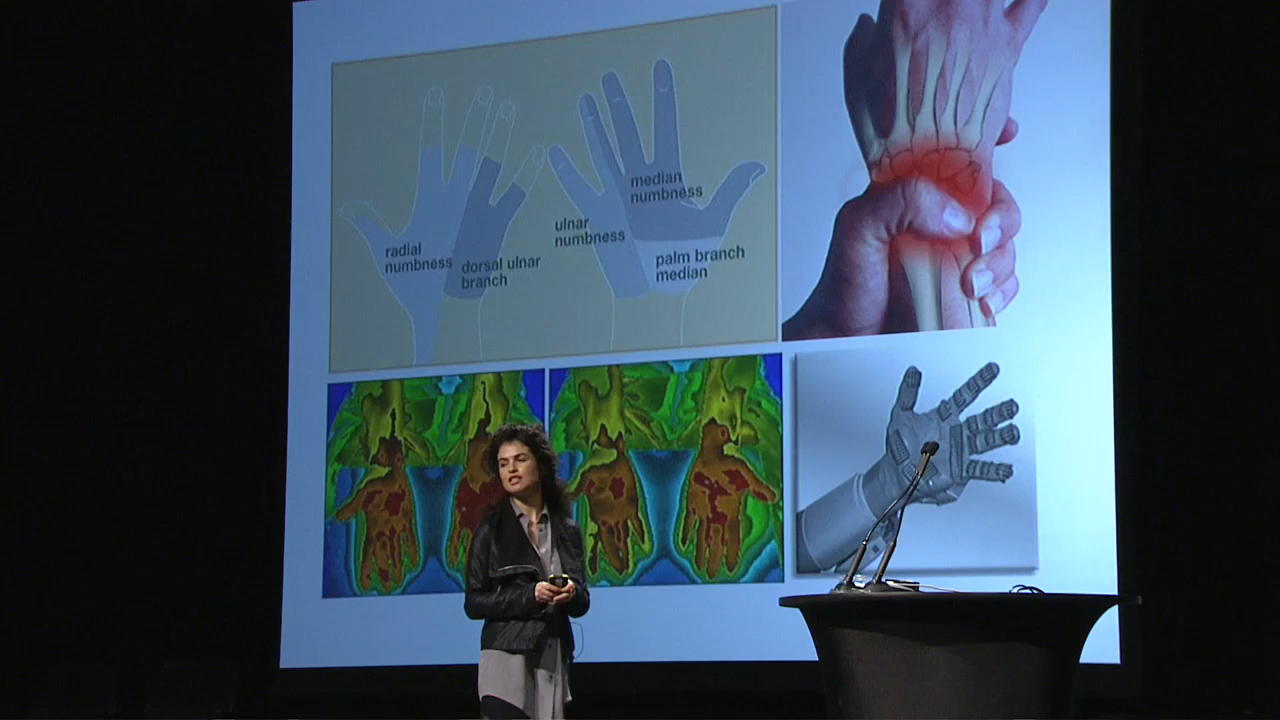 radial
numbness
dorsal ulnar
branch
ulnar
numbness
median
numbness
palm branch
median